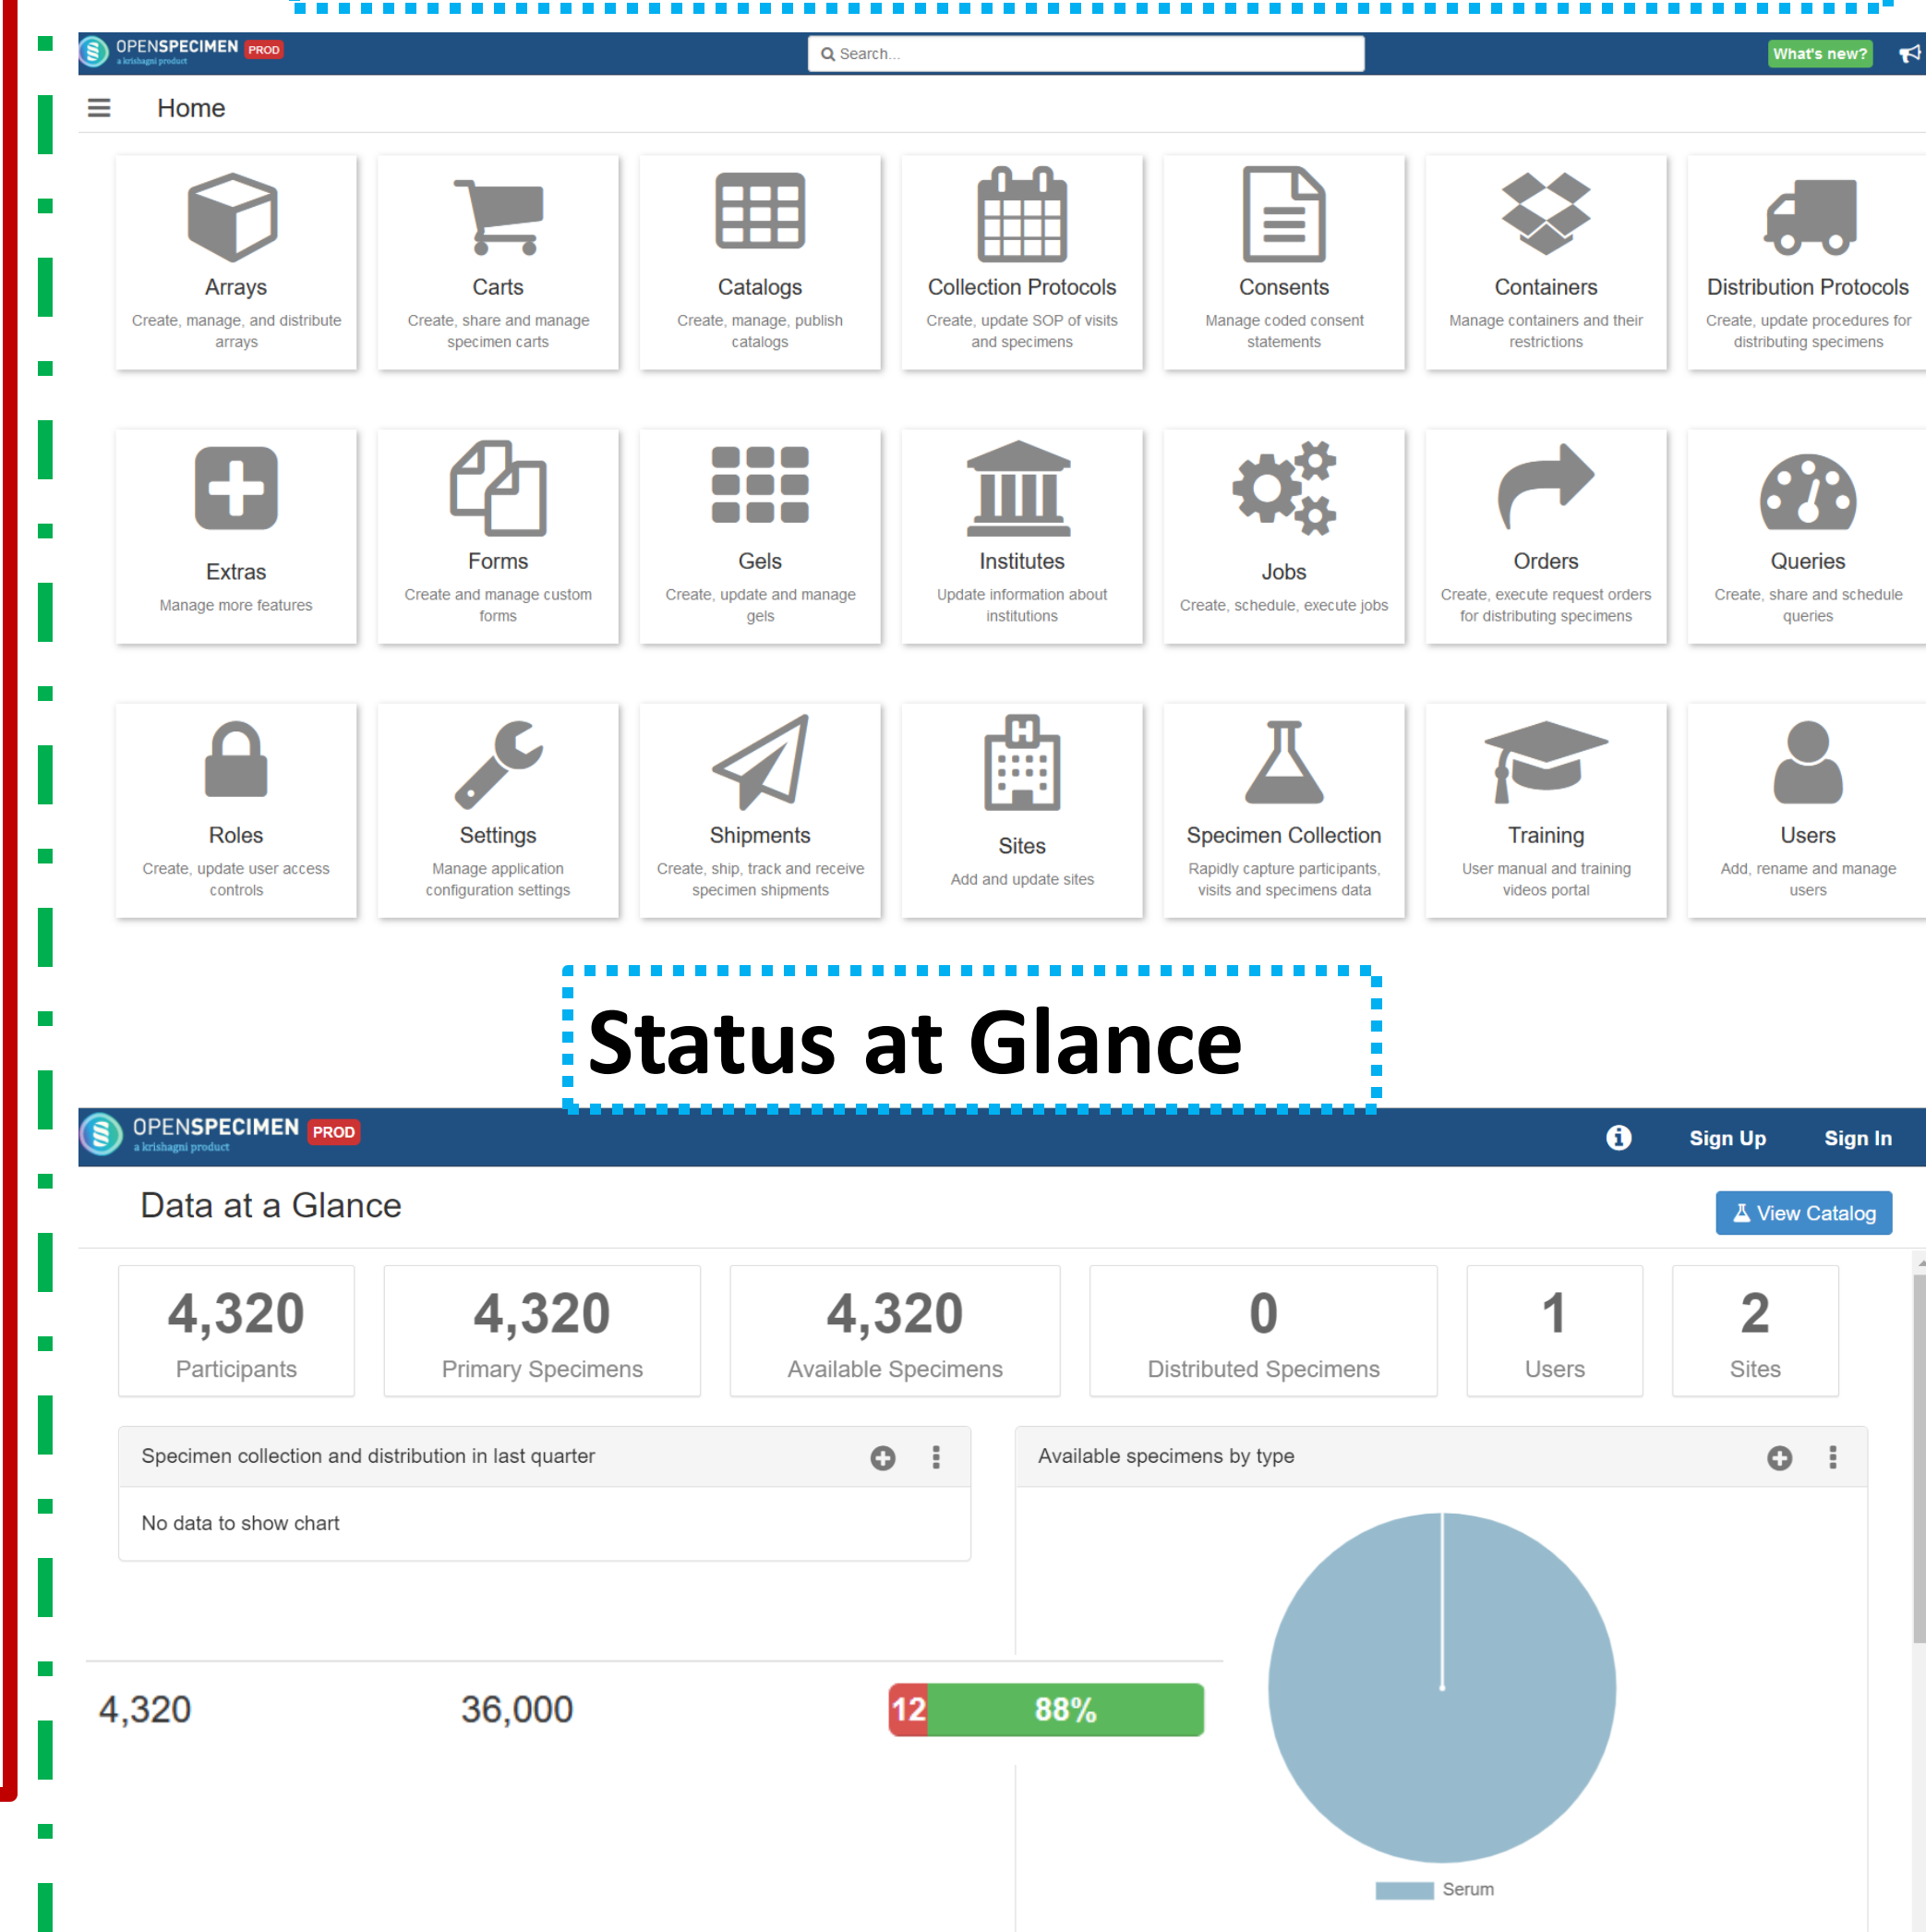 OPENSPECIMEN PROD
a krishagni product
Search...
What's new?
Home
Arrays
Create, manage, and distribute
arrays
Carts
Create, share and manage
specimen carts
Catalogs
Create, manage, publish
catalogs
Collection Protocols
Create, update SOP of visits
and specimens
Consents
Manage coded consent
statements
Containers
Manage containers and their
restrictions
Distribution Protocols
Create, update procedures for
distributing specimens
Extras
Manage more features
Forms
Create and manage custom
forms
Gels
Create, update and manage
gels
Institutes
Update information about
institutions
Jobs
Create, schedule, execute jobs
Orders
Create, execute request orders
for distributing specimens
Queries
Create, share and schedule
queries
Roles
Create, update user access
controls
Settings
Manage application
configuration settings
Shipments
Create, ship, track and receive
specimen shipments
Sites
Add and update sites
Specimen Collection
Rapidly capture participants,
visits and specimens data
Training
User manual and training
videos portal
Users
Add, rename and manage
users
Status at Glance
OPENSPECIMEN PROD
a krishagni product
Sign Up
Sign In
Data at a Glance
View Catalog
4,320
Participants
4,320
Primary Specimens
4,320
Available Specimens
0
Distributed Specimens
1
Users
2
Sites
Specimen collection and distribution in last quarter
No data to show chart
Available specimens by type
4,320
36,000
12
88%
Serum